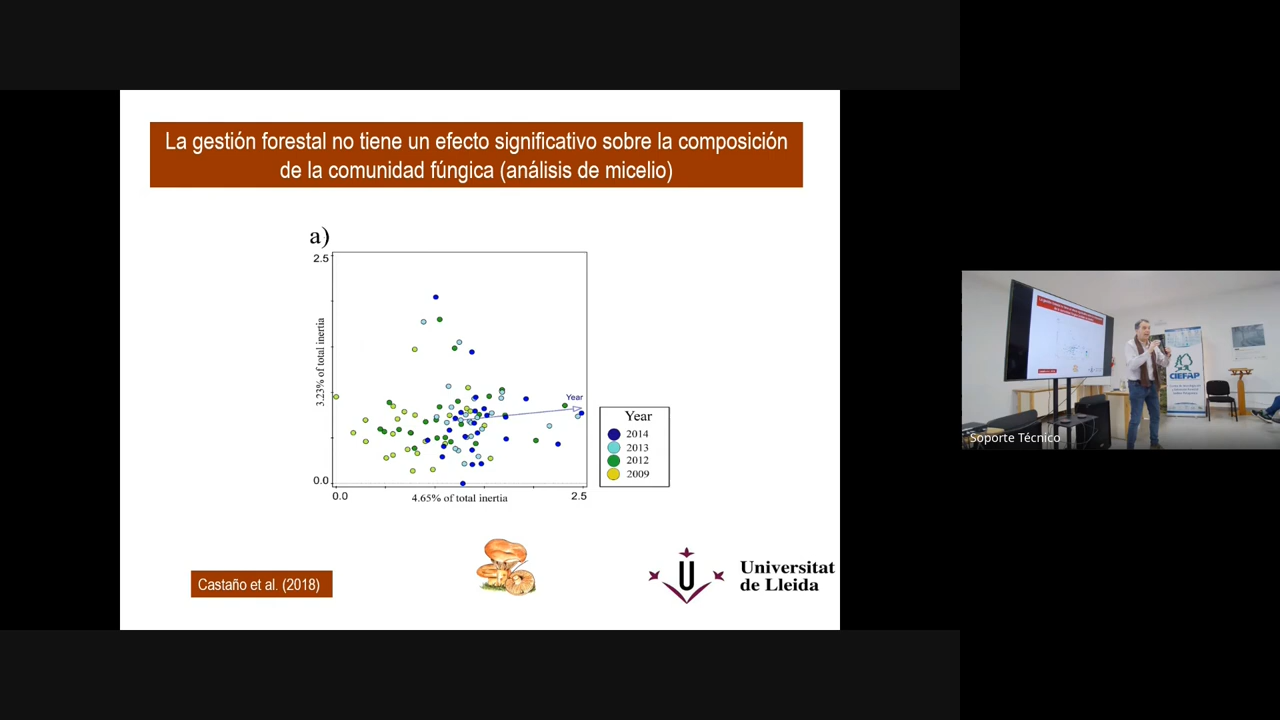 La gestión forestal no tiene un efecto significativo sobre la composición
de la comunidad fúngica (análisis de micelio)
a)
2.5
3.23% of total inertia
Year
0.0
0.0
4.65% of total inertia
2.5
Year
2014
2013
2012
2009
Castaño et al. (2018)
Universitat
de Lleida
CIEFAP
Soporte Técnico